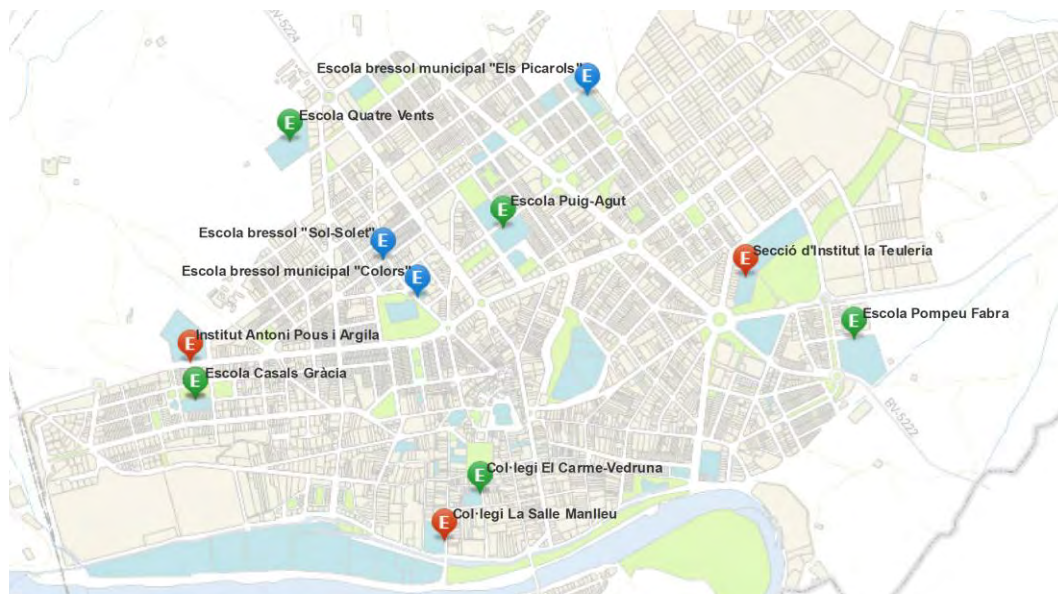 BV-5224
Escola bressol municipal "Els Picarols"
E
Escola Quatre Vents
E
Escola Puig-Agut
E
Escola bressol "Sol-Solet"
E
Secció d'Institut la Teuleria
E
Escola bressol municipal "Colors"
E
Escola Pompeu Fabra
E
Institut Antoni Pous i Argila
E
Escola Casals Gràcia
E
BV-5222
Col·legi El Carme-Vedruna
E
Col·legi La Salle Manlleu
E